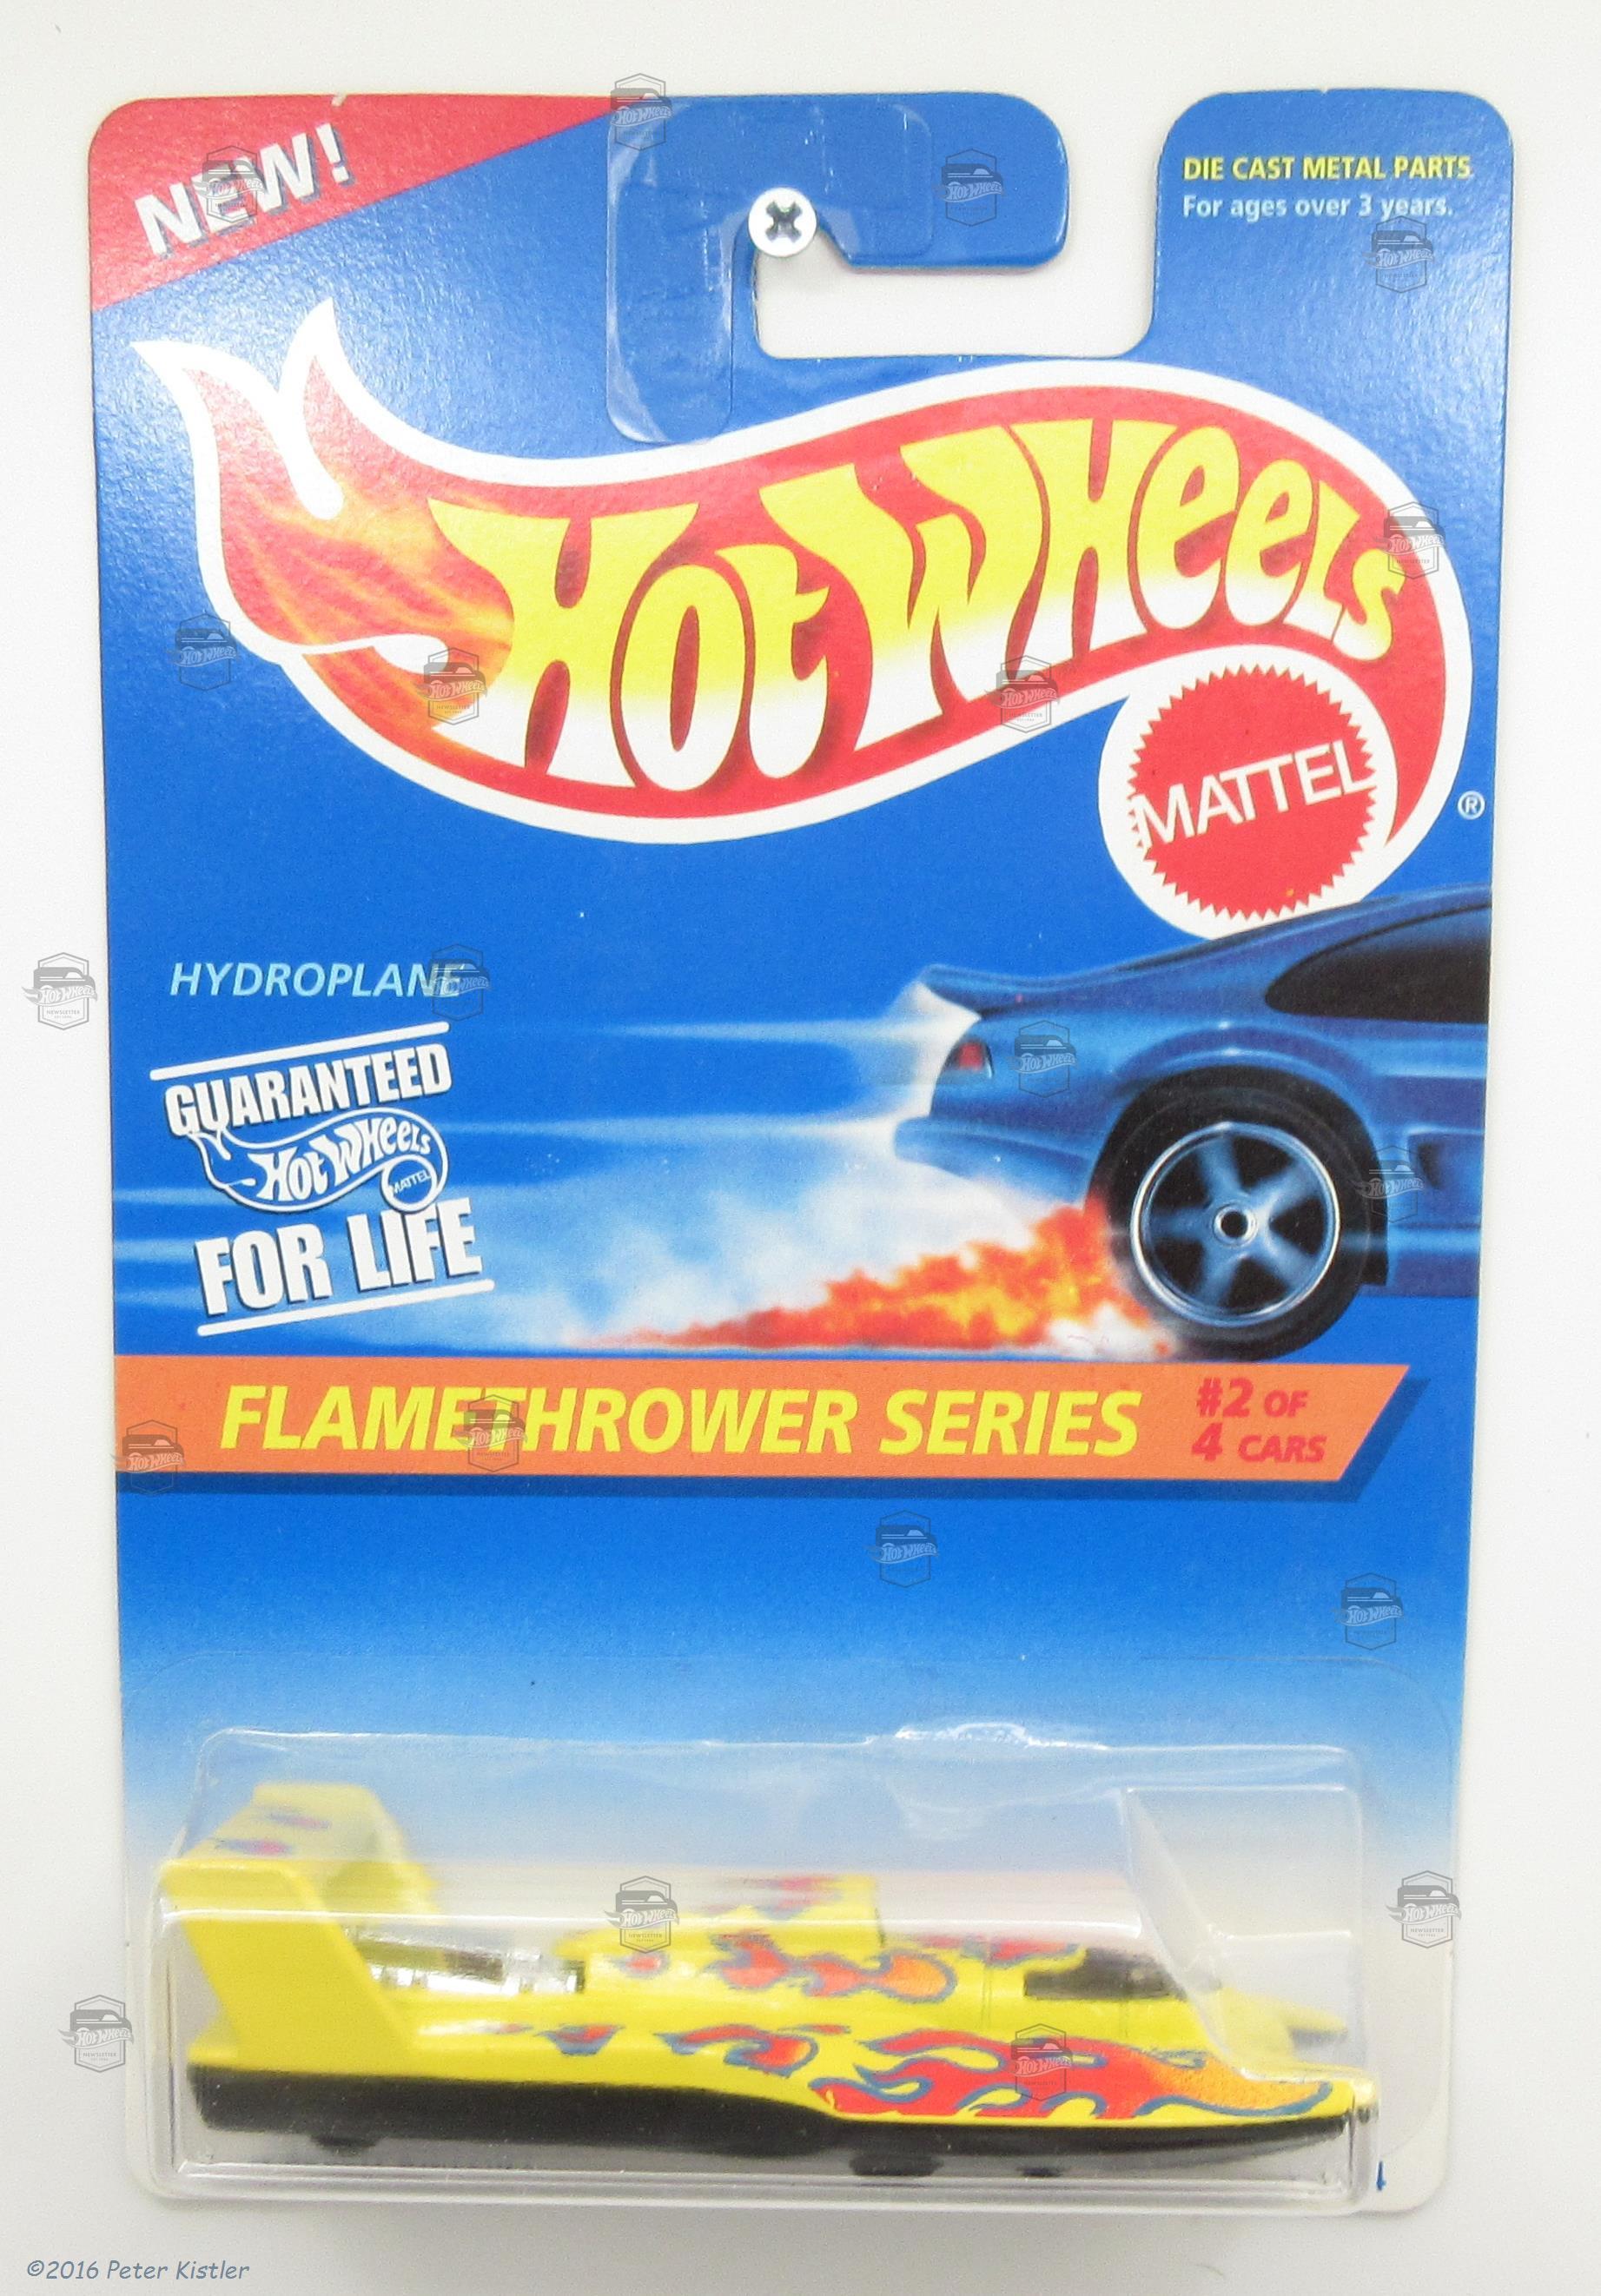 NEW!
DIE CAST METAL PARTS
For ages over 3 years.
Hot Wheels
MATTEL
®
HYDROPLANE
GUARANTEED
Hot Wheels
MATTEL
FOR LIFE
FLAMETHROWER SERIES
#2 OF
4 CARS
©2016 Peter Kistler